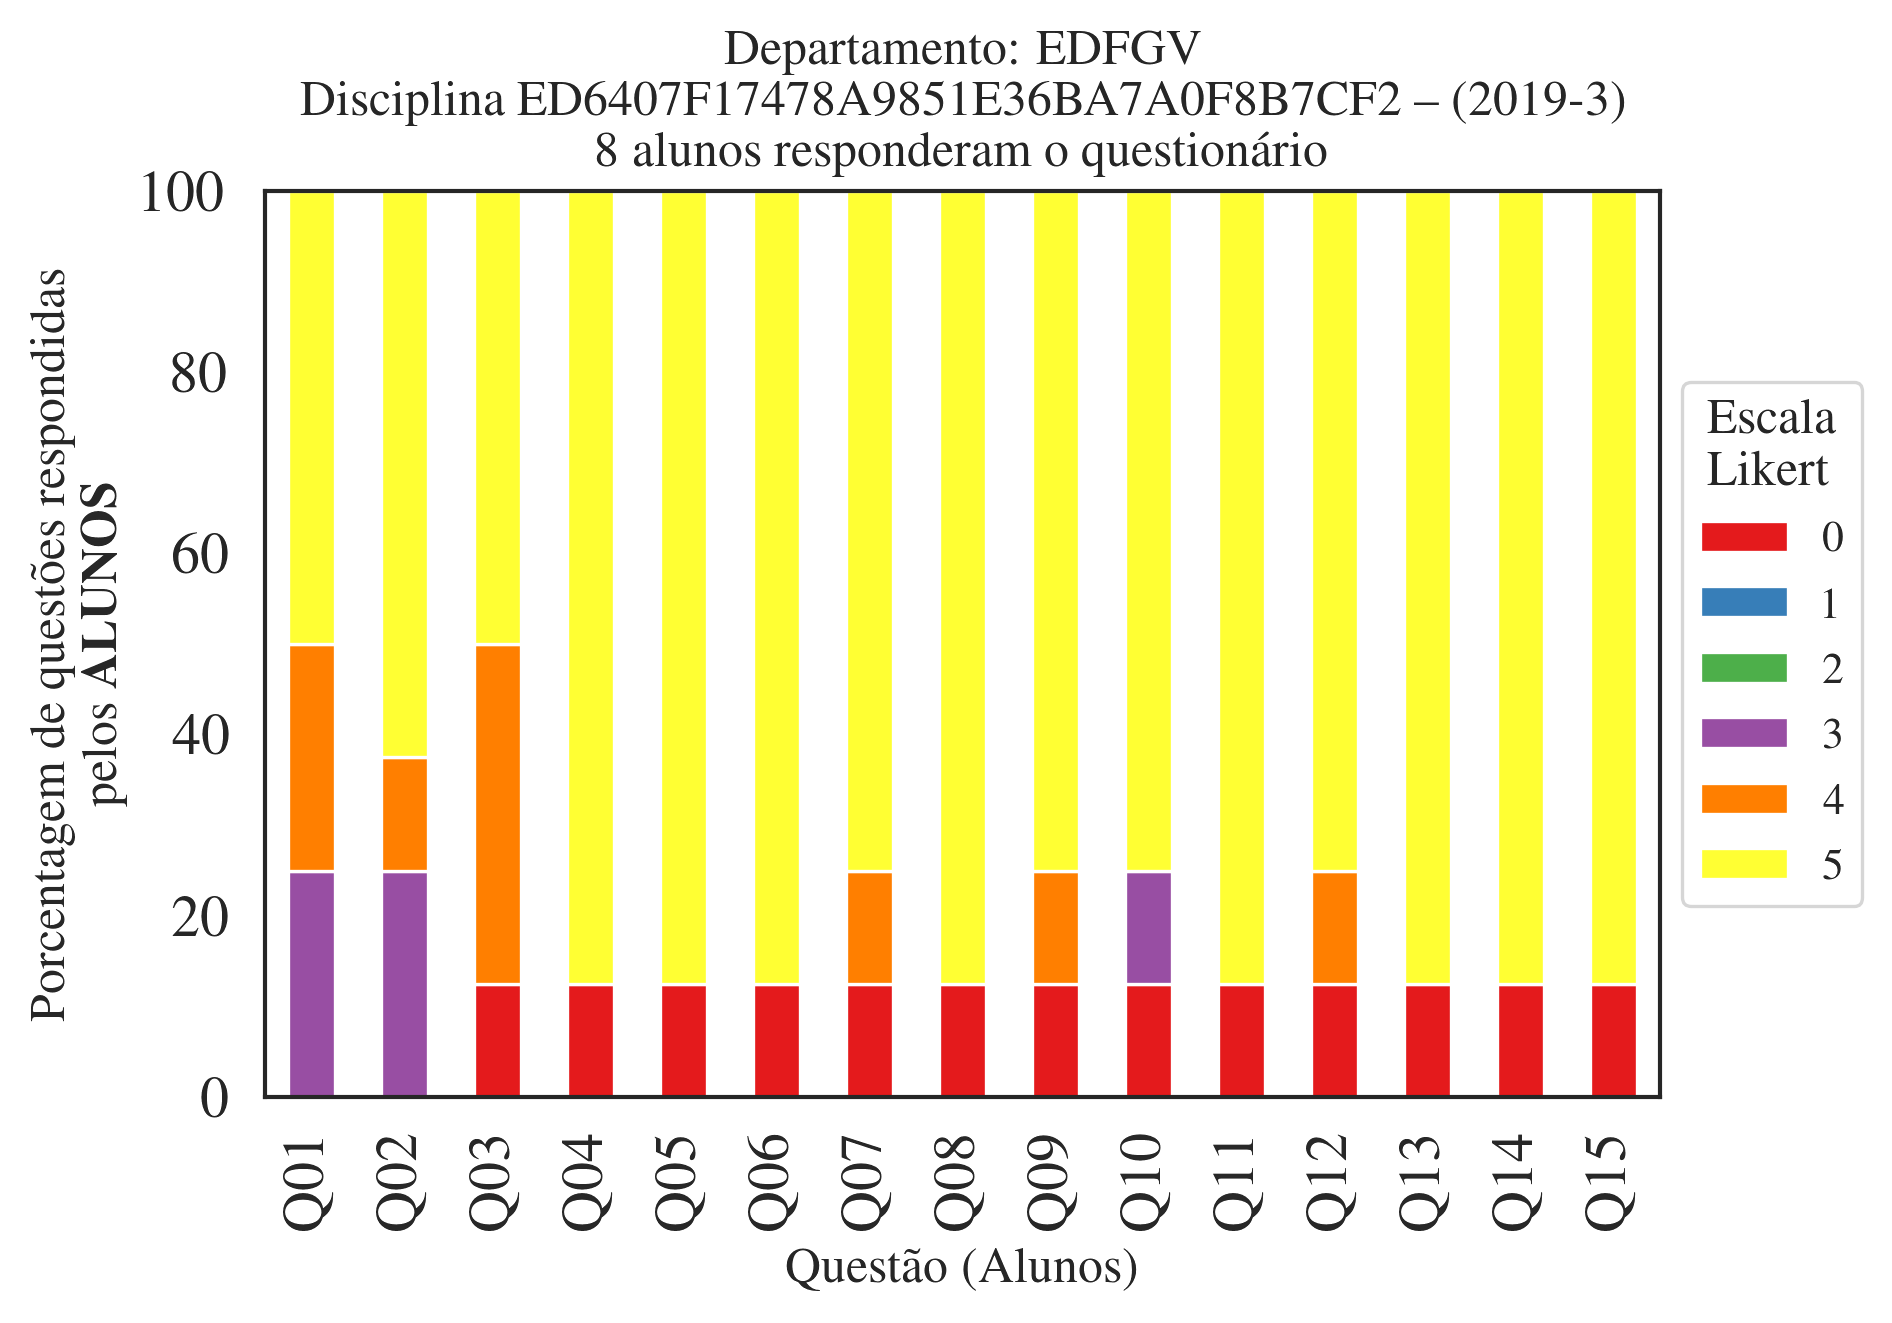 Departamento: EDFGV
Disciplina ED6407F17478A9851E36BA7A0F8B7CF2 – (2019-3)
8 alunos responderam o questionário
Porcentagem de questões respondidas
pelos ALUNOS
100
80
60
40
20
0
Q01
Q02
Q03
Q04
Q05
Q06
Q07
Q08
Q09
Q10
Q11
Q12
Q13
Q14
Q15
Questão (Alunos)
Escala
Likert
0
1
2
3
4
5